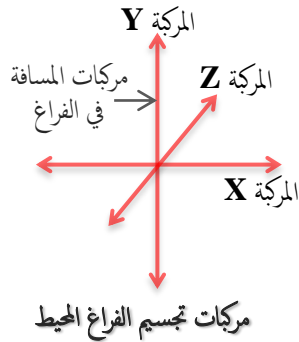 المركبة Y
مركبات المسافة
في الفراغ
المركبة Z
المركبة X
مركبات تجسيم الفراغ المحيط